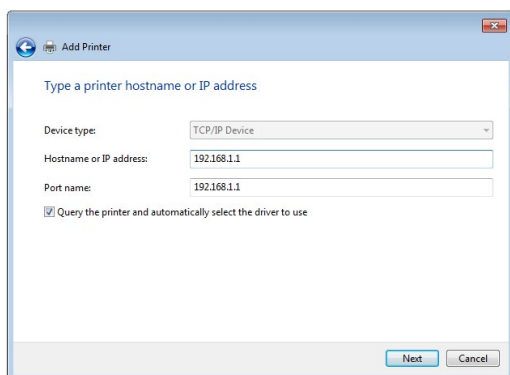 Add Printer
Type a printer hostname or IP address
Device type: TCP/IP Device
Hostname or IP address: 192.168.1.1
Port name: 192.168.1.1
Query the printer and automatically select the driver to use
Next Cancel